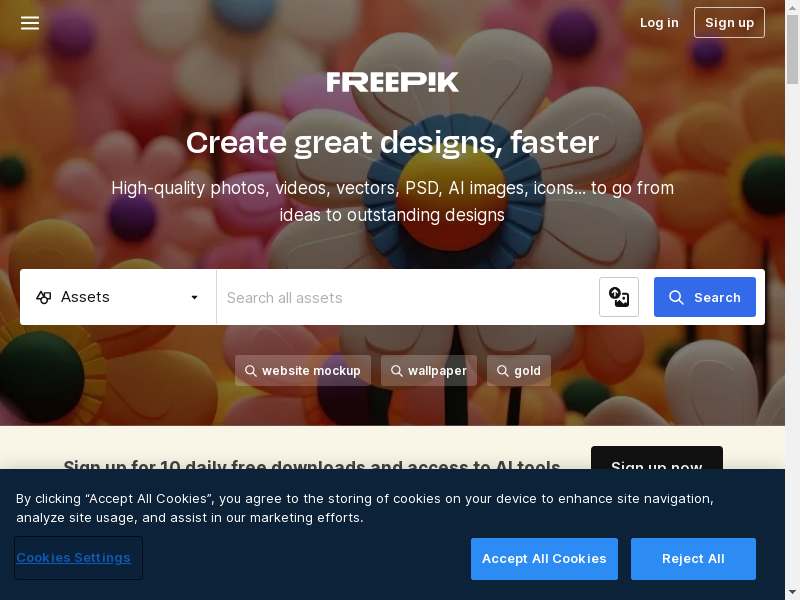 Log in
Sign up
FREEPIK
Create great designs, faster
High-quality photos, videos, vectors, PSD, AI images, icons... to go from
ideas to outstanding designs
Assets
Search all assets
Search
website mockup
wallpaper
gold
Sign up for 10 daily free downloads and access to AI tools
Sign up now
By clicking “Accept All Cookies”, you agree to the storing of cookies on your device to enhance site navigation,
analyze site usage, and assist in our marketing efforts.
Cookies Settings
Accept All Cookies
Reject All